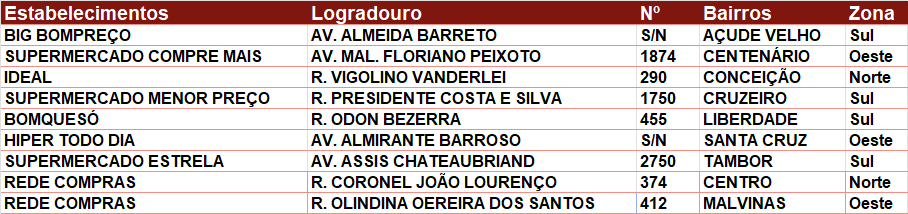 Estabelecimentos Logradouro Nº Bairros Zona
BIG BOMPREÇO AV. ALMEIDA BARRETO S/N AÇUDE VELHO Sul
SUPERMERCADO COMPRE MAIS AV. MAL. FLORIANO PEIXOTO 1874 CENTENÁRIO Oeste
IDEAL R. VIGOLINO VANDERLEI 290 CONCEIÇÃO Norte
SUPERMERCADO MENOR PREÇO R. PRESIDENTE COSTA E SILVA 1750 CRUZEIRO Sul
BOMQUESÓ R. ODON BEZERRA 455 LIBERDADE Sul
HIPER TODO DIA AV. ALMIRANTE BARROSO S/N SANTA CRUZ Oeste
SUPERMERCADO ESTRELA AV. ASSIS CHATEAUBRIAND 2750 TAMBOR Sul
REDE COMPRAS R. CORONEL JOÃO LOURENÇO 374 CENTRO Norte
REDE COMPRAS R. OLINDINA OEREIRA DOS SANTOS 412 MALVINAS Oeste